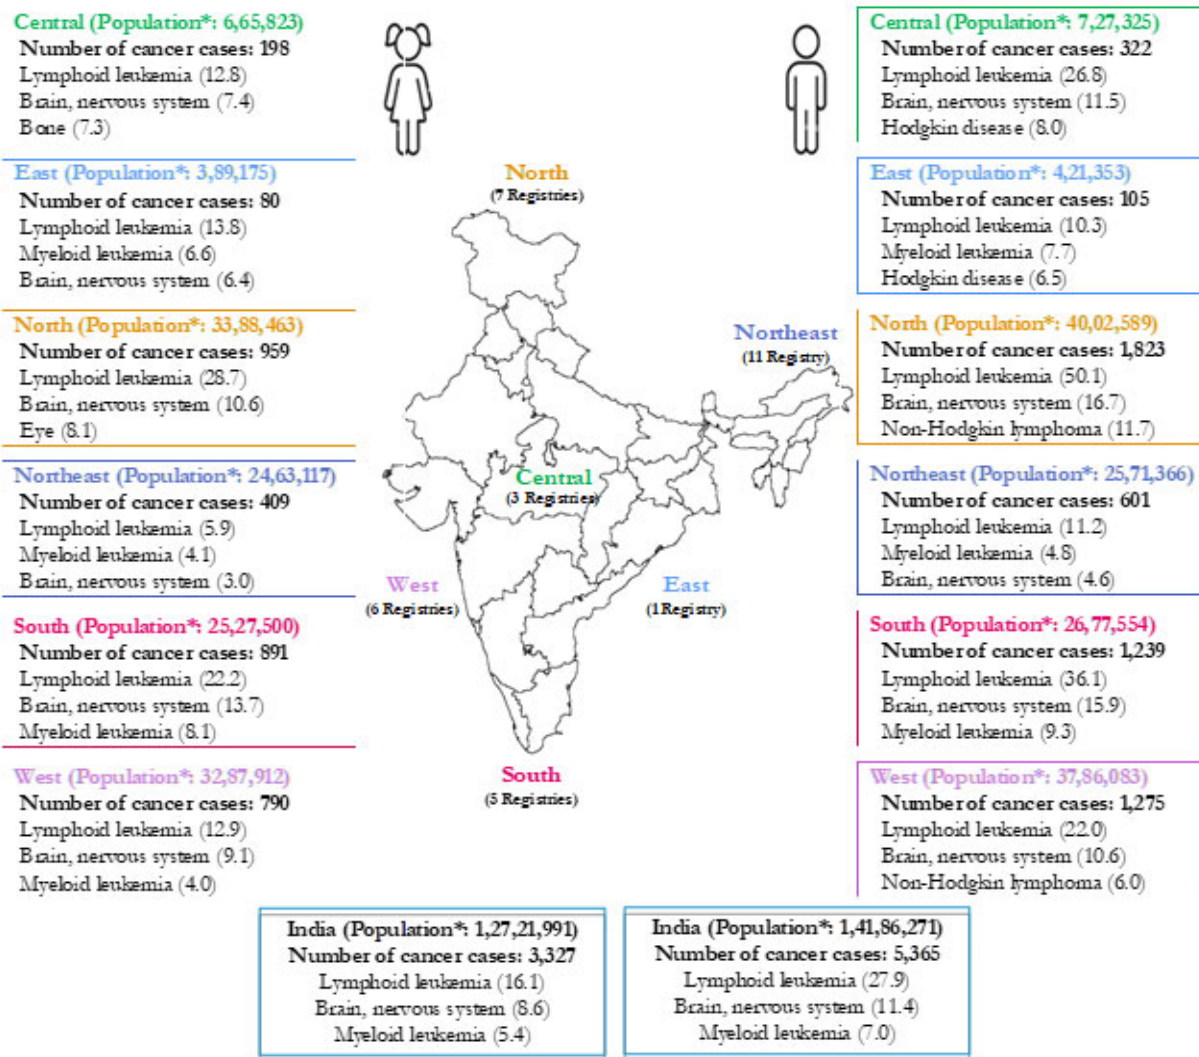 Central (Population*: 6,65,823)
Number of cancer cases: 198
Lymphoid leukemia (12.8)
Brain, nervous system (7.4)
Bone (7.3)
East (Population*: 3,89,175)
Number of cancer cases: 80
Lymphoid leukemia (13.8)
Myeloid leukemia (6.6)
Brain, nervous system (6.4)
North (Population*: 33,88,463)
Number of cancer cases: 959
Lymphoid leukemia (28.7)
Brain, nervous system (10.6)
Eye (8.1)
Northeast (Population*: 24,63,117)
Number of cancer cases: 409
Lymphoid leukemia (5.9)
Myeloid leukemia (4.1)
Brain, nervous system (3.0)
South (Population*: 25,27,500)
Number of cancer cases: 891
Lymphoid leukemia (22.2)
Brain, nervous system (13.7)
Myeloid leukemia (8.1)
West (Population*: 32,87,912)
Number of cancer cases: 790
Lymphoid leukemia (12.9)
Brain, nervous system (9.1)
Myeloid leukemia (4.0)
North
(7 Registries)
Northeast
(11 Registry)
Central
(3 Registries)
West
(6 Registries)
East
(1 Registry)
South
(5 Registries)
Central (Population*: 7,27,325)
Number of cancer cases: 322
Lymphoid leukemia (26.8)
Brain, nervous system (11.5)
Hodgkin disease (8.0)
East (Population*: 4,21,353)
Number of cancer cases: 105
Lymphoid leukemia (10.3)
Myeloid leukemia (7.7)
Hodgkin disease (6.5)
North (Population*: 40,02,589)
Number of cancer cases: 1,823
Lymphoid leukemia (50.1)
Brain, nervous system (16.7)
Non-Hodgkin lymphoma (11.7)
Northeast (Population*: 25,71,366)
Number of cancer cases: 601
Lymphoid leukemia (11.2)
Myeloid leukemia (4.8)
Brain, nervous system (4.6)
South (Population*: 26,77,554)
Number of cancer cases: 1,239
Lymphoid leukemia (36.1)
Brain, nervous system (15.9)
Myeloid leukemia (9.3)
West (Population*: 37,86,083)
Number of cancer cases: 1,275
Lymphoid leukemia (22.0)
Brain, nervous system (10.6)
Non-Hodgkin lymphoma (6.0)
India (Population*: 1,27,21,991)
Number of cancer cases: 3,327
Lymphoid leukemia (16.1)
Brain, nervous system (8.6)
Myeloid leukemia (5.4)
India (Population*: 1,41,86,271)
Number of cancer cases: 5,365
Lymphoid leukemia (27.9)
Brain, nervous system (11.4)
Myeloid leukemia (7.0)